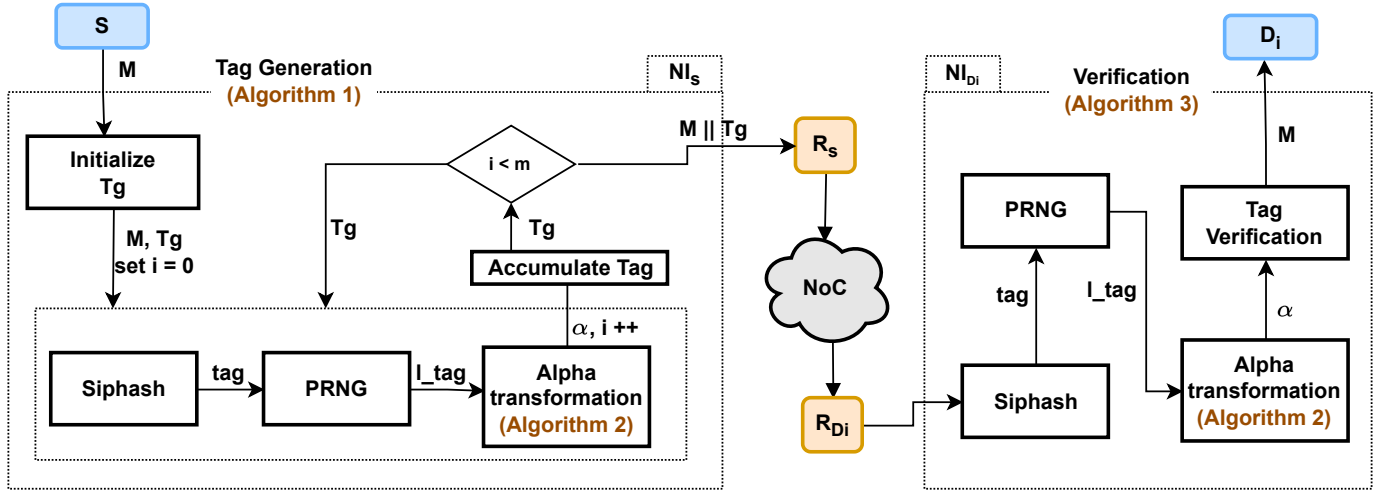 S
M
Tag Generation
(Algorithm 1)
NIₛ
Initialize
Tg
M, Tg
set i = 0
i < m
Tg
Tg
Accumulate Tag
α, i ++
Siphash
tag
PRNG
l_tag
Alpha
transformation
(Algorithm 2)
M || Tg
Rₛ
NoC
R_Di
NI_Di
Verification
(Algorithm 3)
D_i
M
PRNG
Tag
Verification
tag
l_tag
α
Siphash
Alpha
transformation
(Algorithm 2)